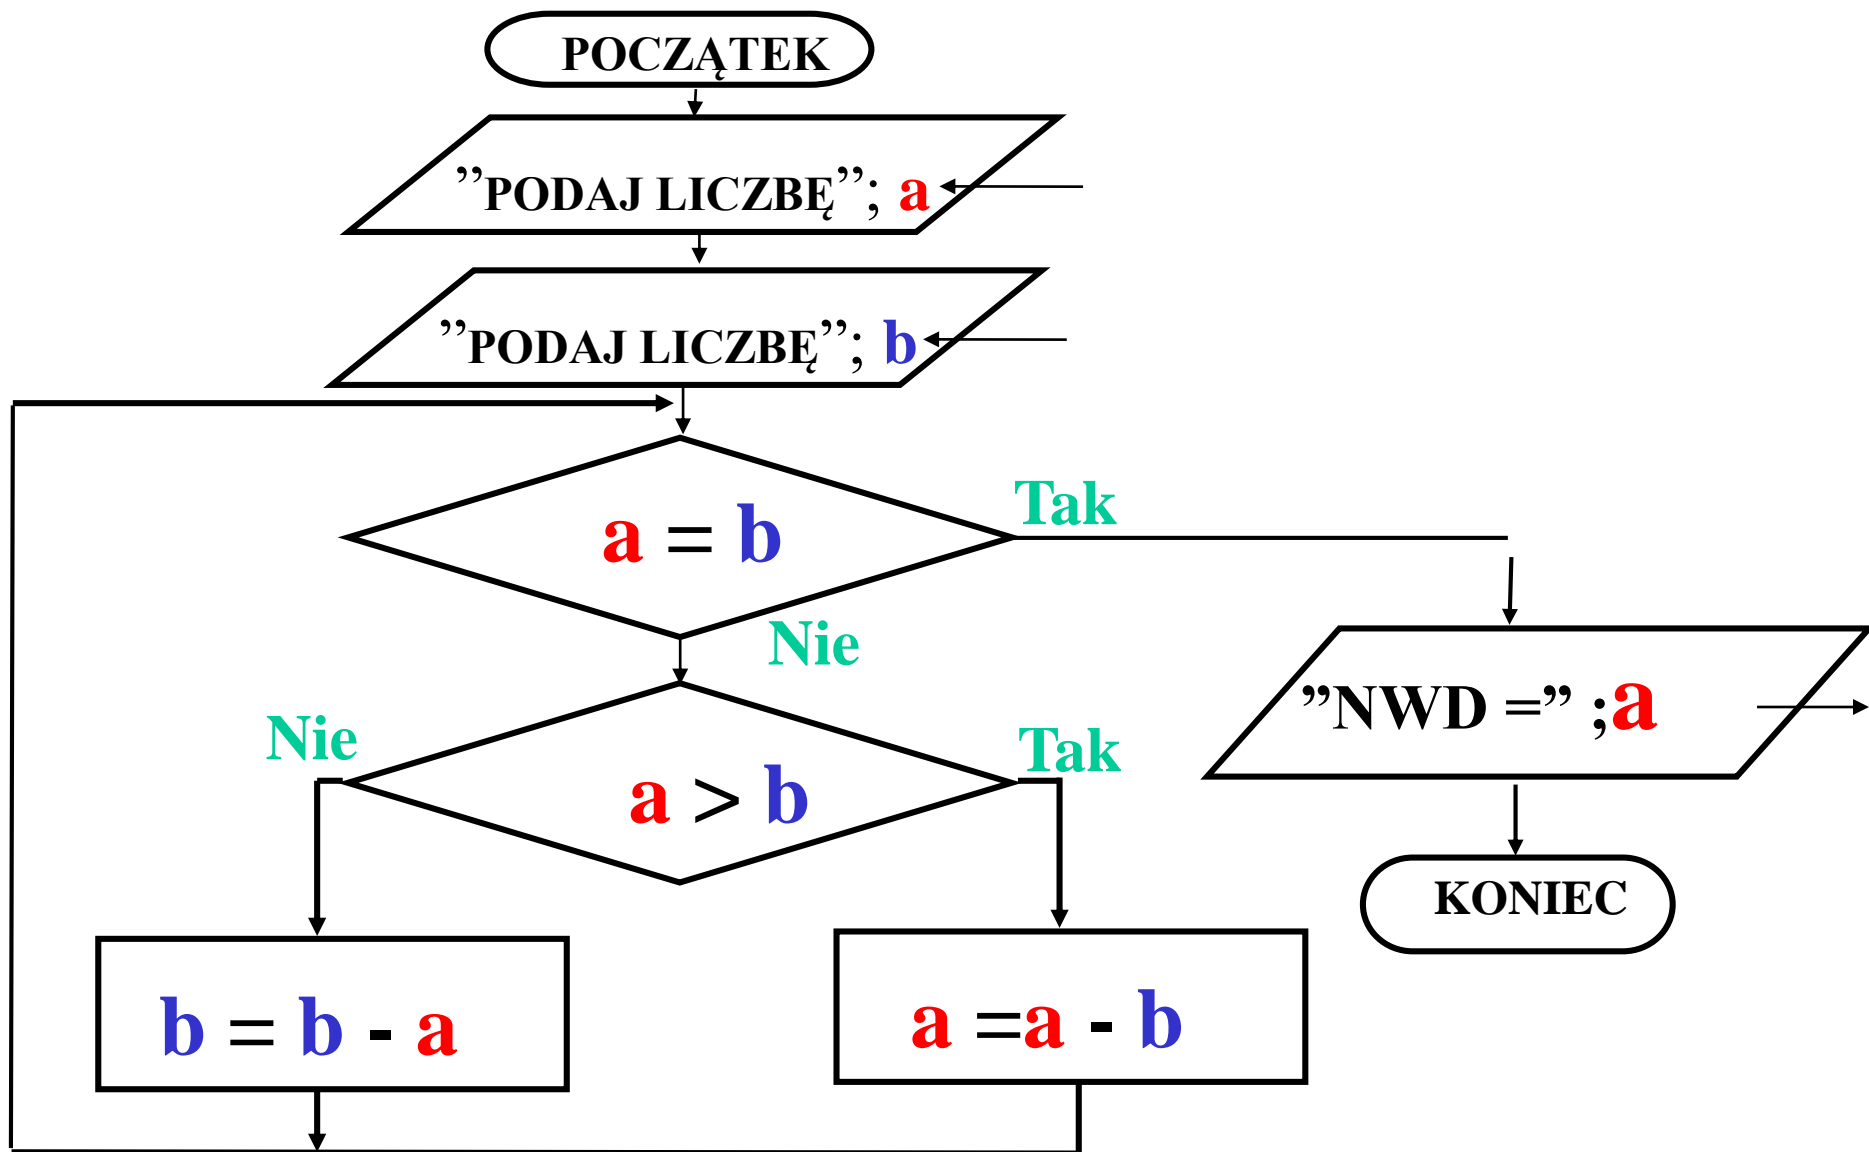 POCZĄTEK
”PODAJ LICZBĘ”; a
”PODAJ LICZBĘ”; b
a = b
Tak
Nie
a > b
Nie
Tak
b = b - a
a =a - b
”NWD =” ;a
KONIEC